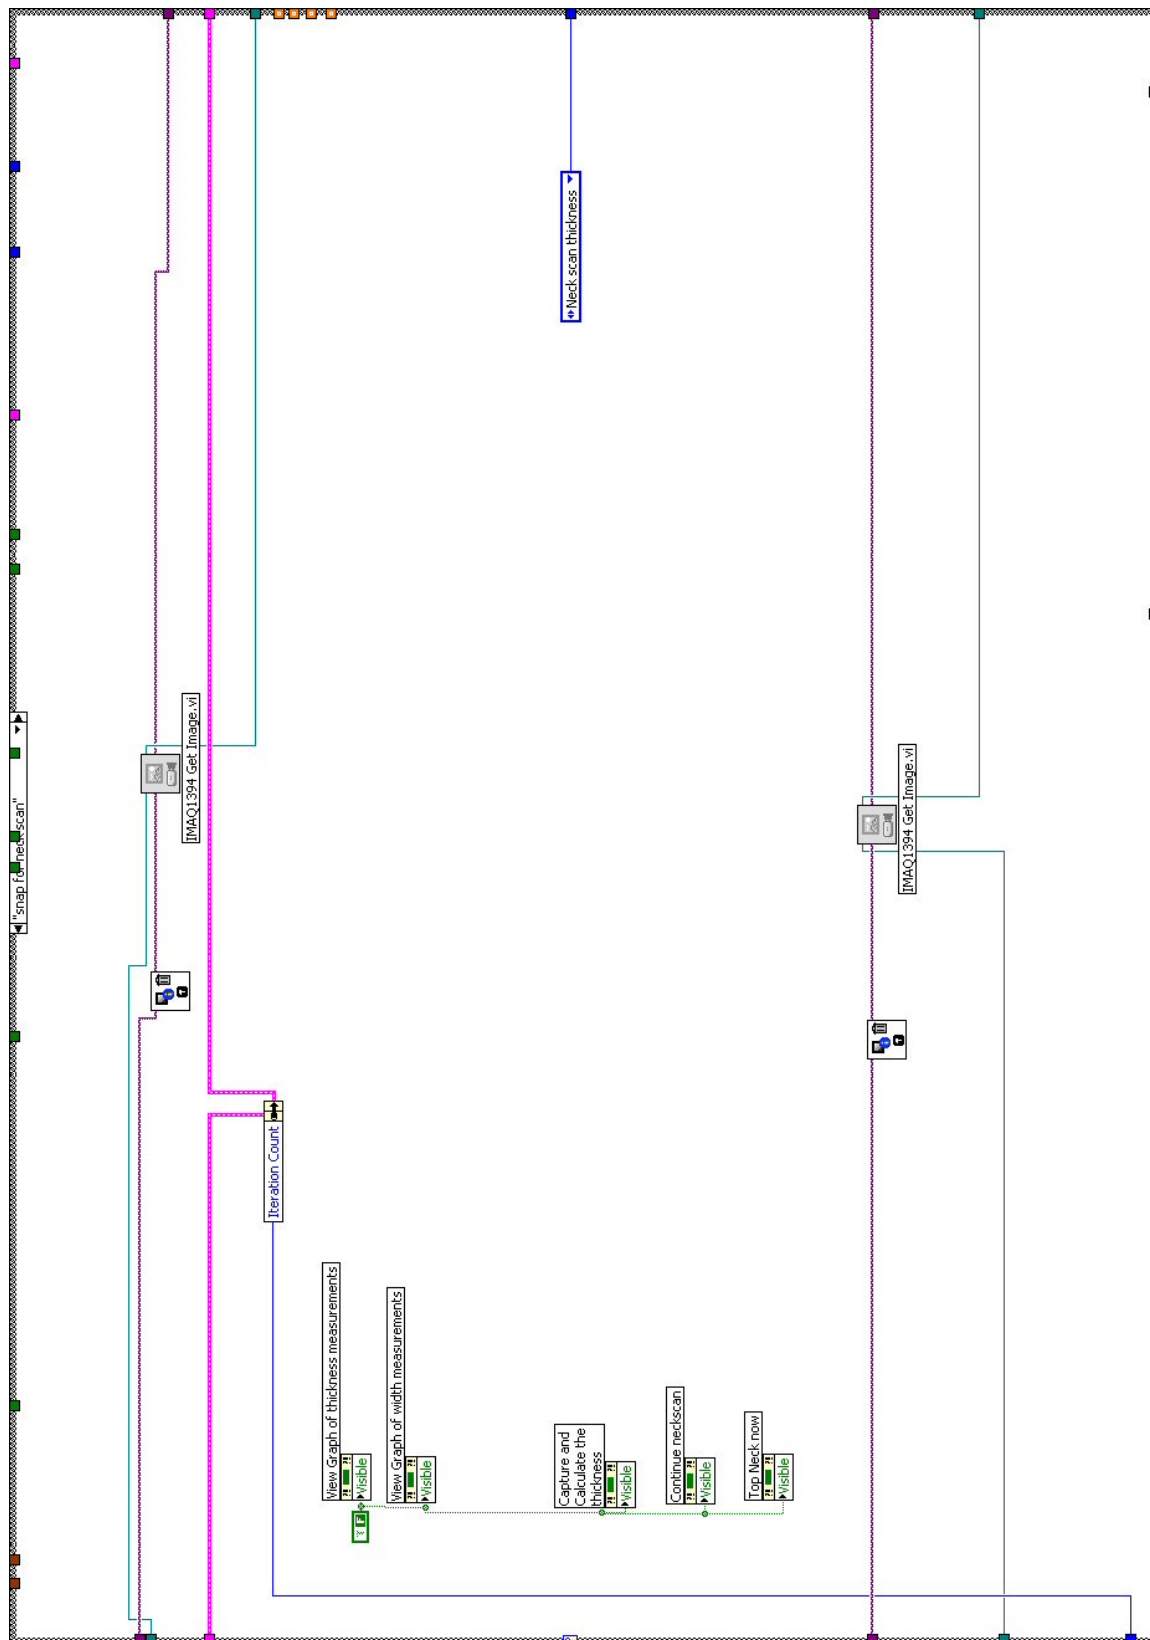 "snap for neck scan"
IMAQ1394 Get Image.vi
Iteration Count
View Graph of thickness measurements
Visible
View Graph of width measurements
Visible
Neck scan thickness
Capture and
Calculate the
thickness
Visible
Continue neckscan
Visible
Top Neck now
Visible
IMAQ1394 Get Image.vi